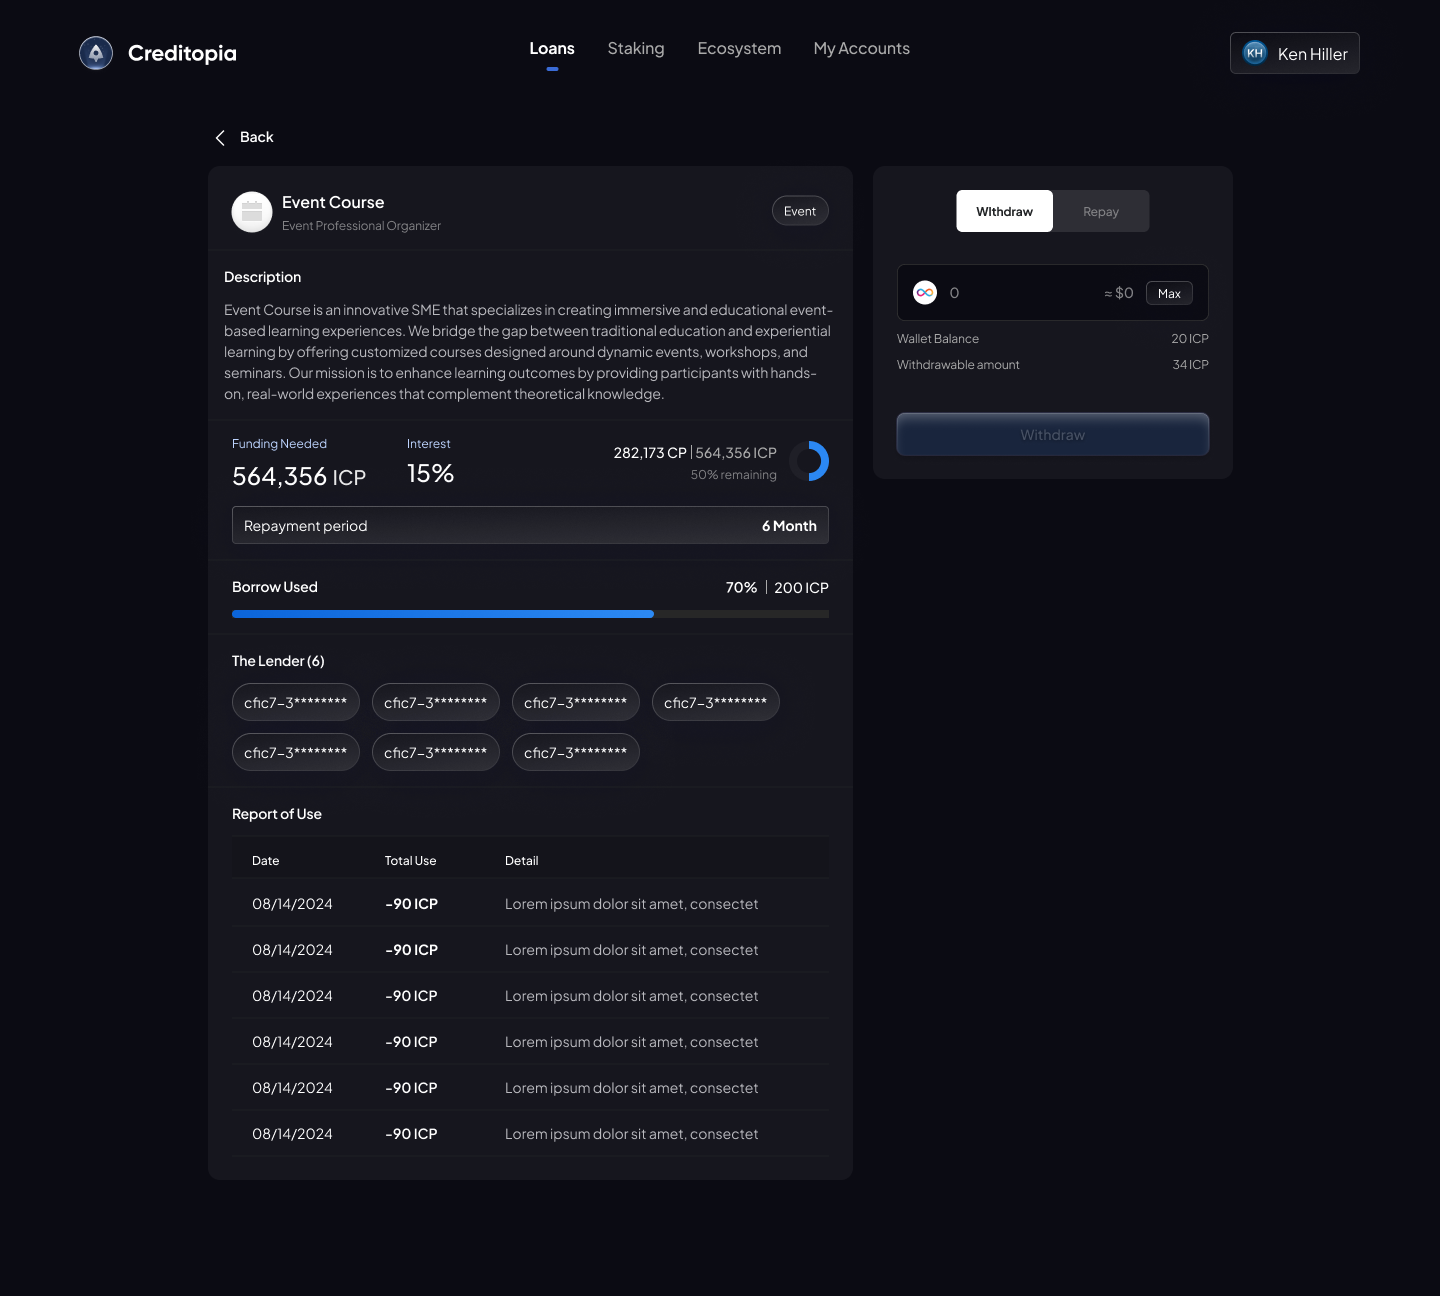 Creditopia
Loans Staking Ecosystem My Accounts
KH Ken Hiller
Back
Event Course
Event Professional Organizer
Event
Description
Event Course is an innovative SME that specializes in creating immersive and educational event-
based learning experiences. We bridge the gap between traditional education and experiential
learning by offering customized courses designed around dynamic events, workshops, and
seminars. Our mission is to enhance learning outcomes by providing participants with hands-
on, real-world experiences that complement theoretical knowledge.
Funding Needed
564,356 ICP
Interest
15%
282,173 CP | 564,356 ICP
50% remaining
Repayment period 6 Month
Borrow Used 70% | 200 ICP
The Lender (6)
cfic7-3******** cfic7-3******** cfic7-3******** cfic7-3********
cfic7-3******** cfic7-3******** cfic7-3********
Report of Use
Date Total Use Detail
08/14/2024 -90 ICP Lorem ipsum dolor sit amet, consectet
08/14/2024 -90 ICP Lorem ipsum dolor sit amet, consectet
08/14/2024 -90 ICP Lorem ipsum dolor sit amet, consectet
08/14/2024 -90 ICP Lorem ipsum dolor sit amet, consectet
08/14/2024 -90 ICP Lorem ipsum dolor sit amet, consectet
08/14/2024 -90 ICP Lorem ipsum dolor sit amet, consectet
WIthdraw Repay
0 ≈ $0 Max
Wallet Balance 20 ICP
Withdrawable amount 34 ICP
Withdraw